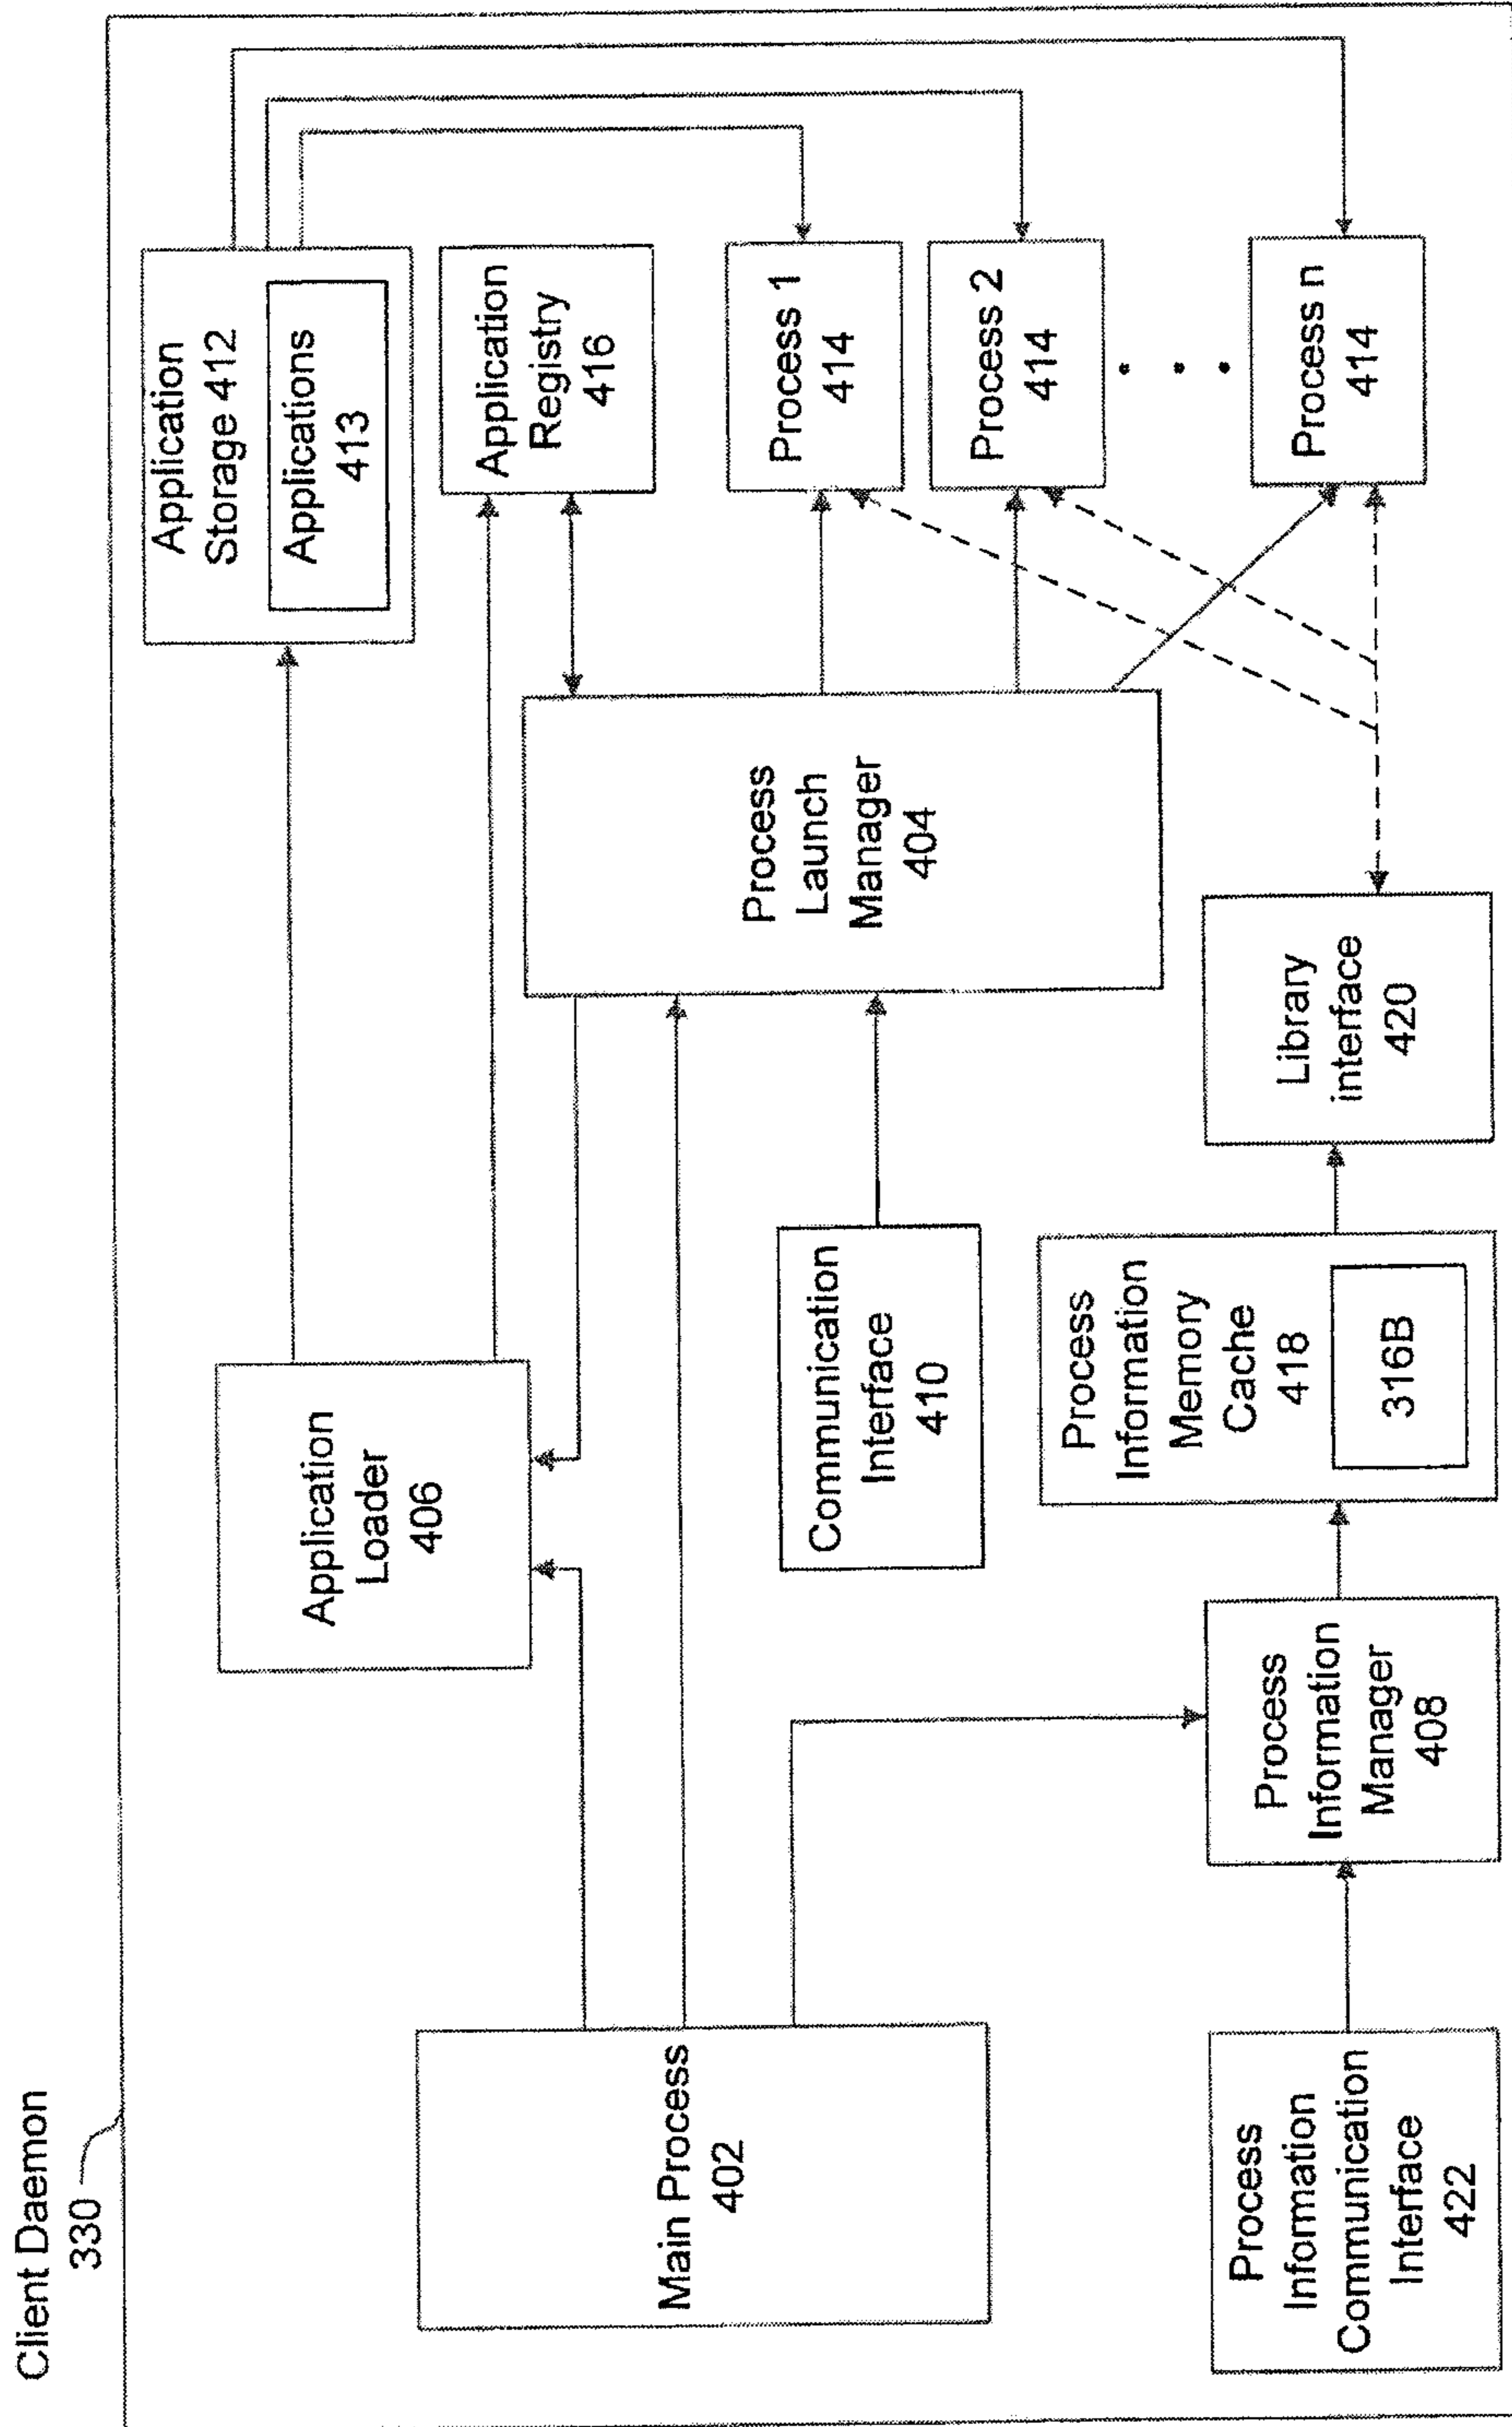 Client Daemon
330
Application
Storage 412
Applications
413
Application
Registry
416
Application
Loader
406
Main Process
402
Process
Launch
Manager
404
Communication
Interface
410
Process 1
414
Process 2
414
Process n
414
Process
Information
Communication
Interface
422
Process
Information
Manager
408
Process
Information
Memory
Cache
418
316B
Library
interface
420